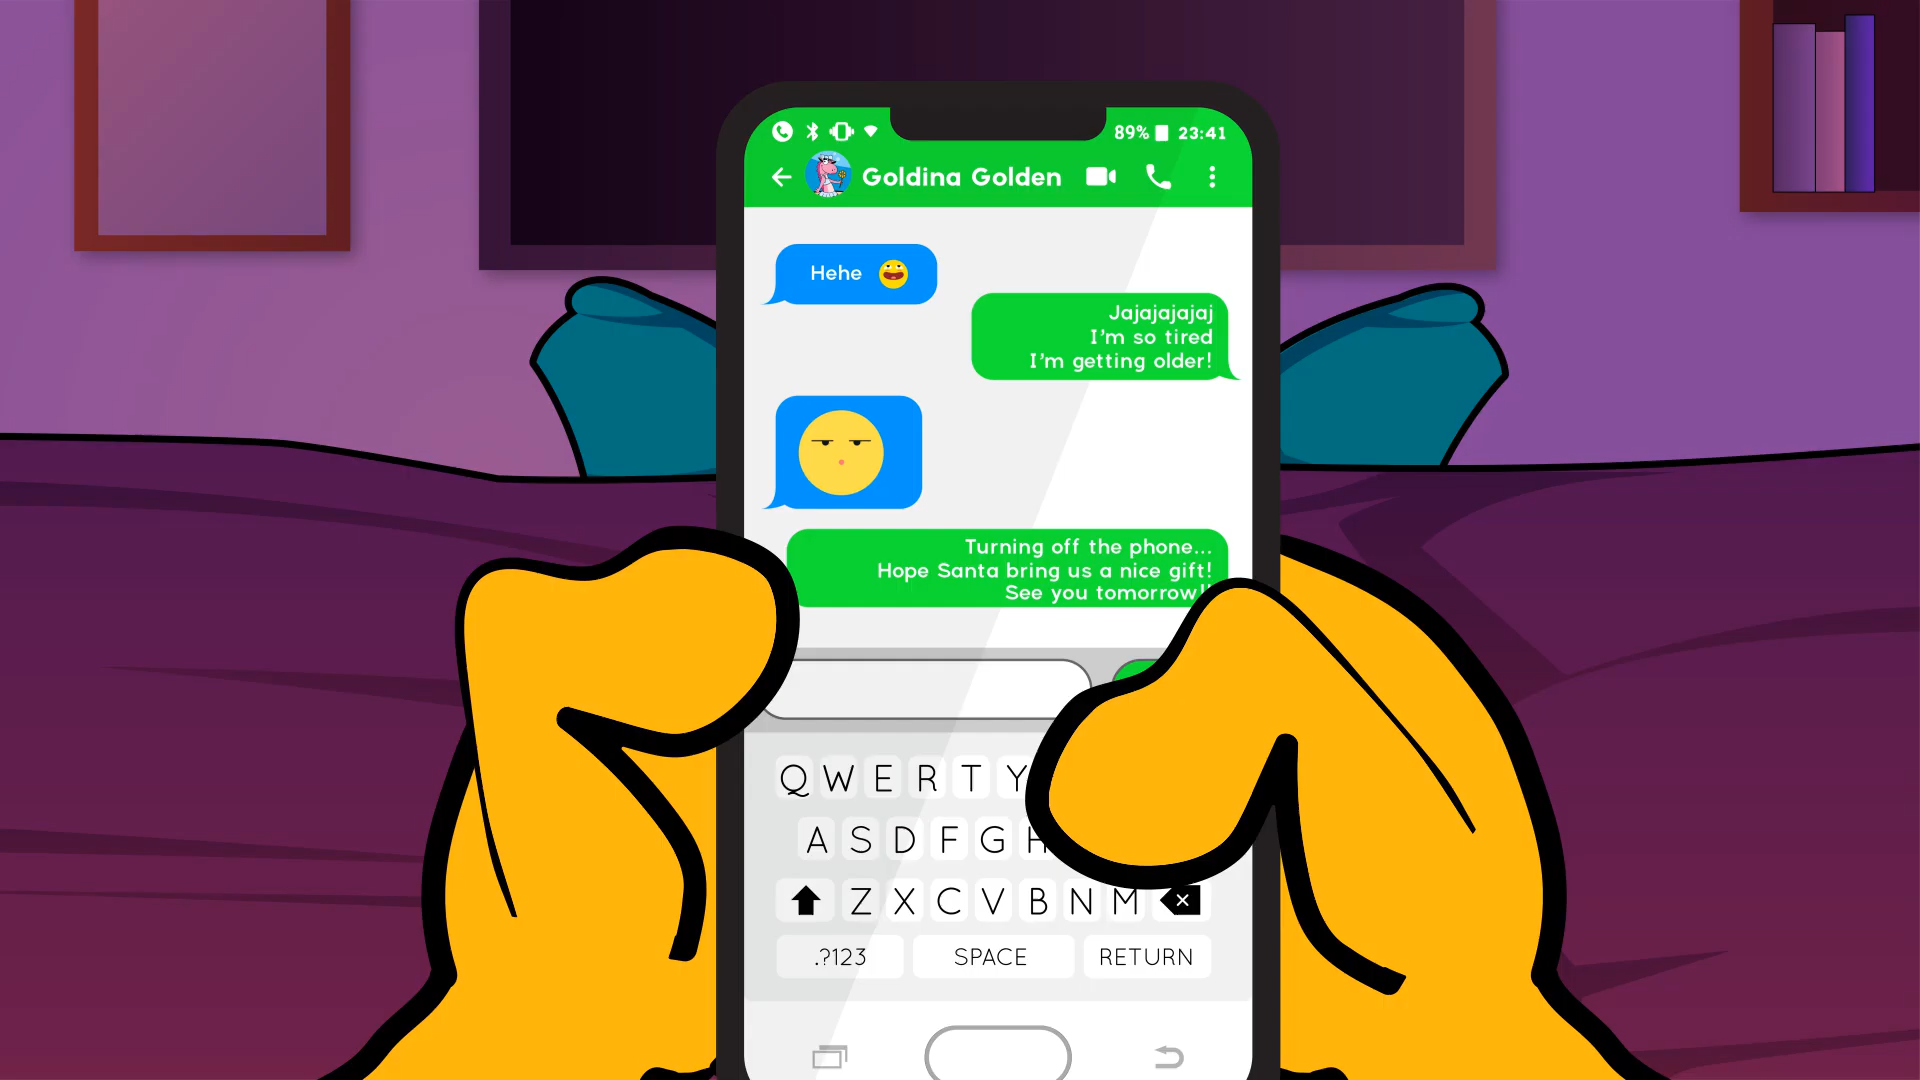 89% 23:41
Goldina Golden
Hehe
Jajajajajaj
I'm so tired
I'm getting older!
Turning off the phone...
Hope Santa bring us a nice gift!
See you tomorrow!
Q W E R T Y
A S D F G H
Z X C V B N M
.?123 SPACE RETURN